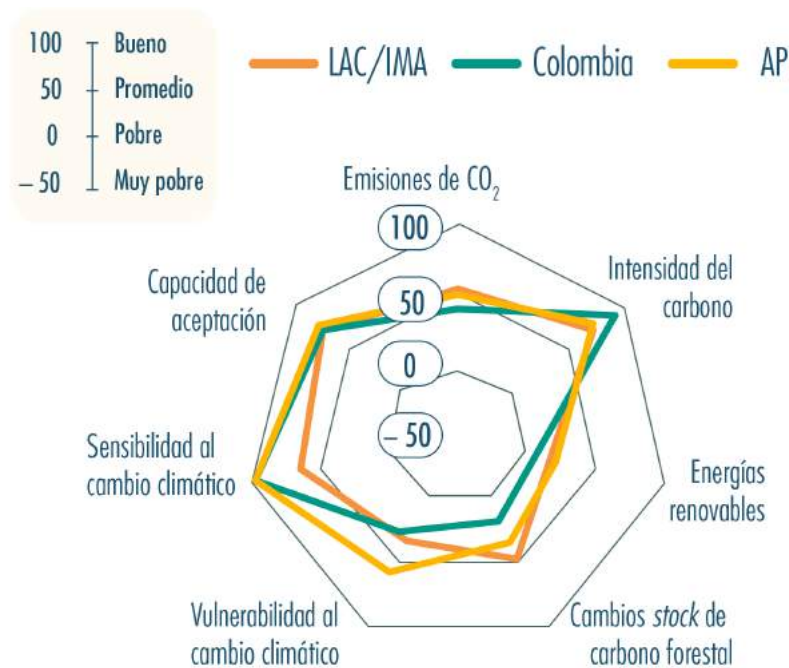 100 Bueno
50 Promedio
0 Pobre
– 50 Muy pobre
LAC/IMA Colombia AP
Emisiones de CO₂
100
50
0
– 50
Intensidad del
carbono
Energías
renovables
Cambios stock de
carbono forestal
Vulnerabilidad al
cambio climático
Sensibilidad al
cambio climático
Capacidad de
aceptación